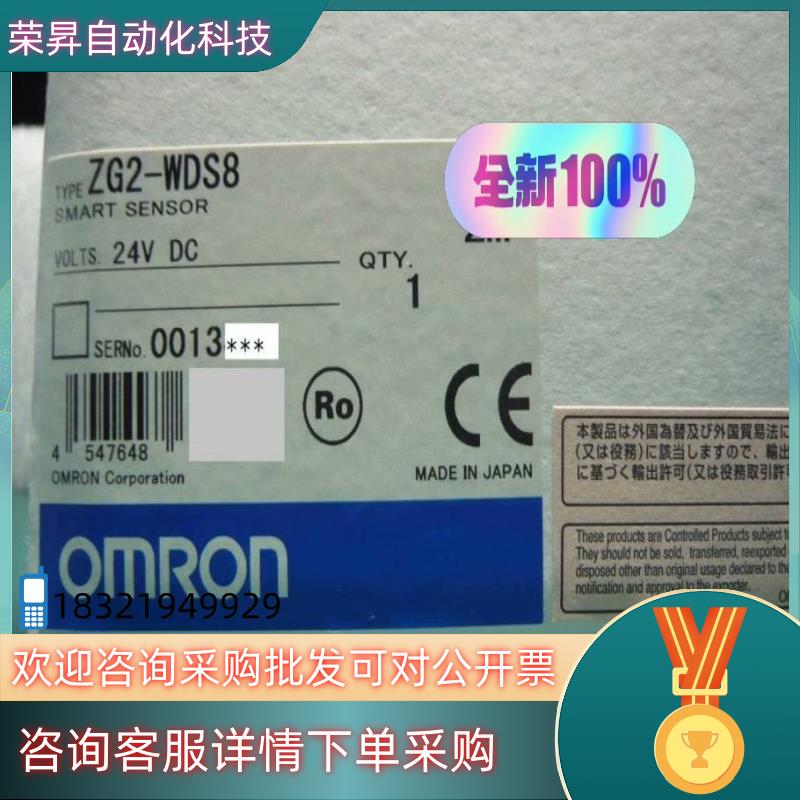 荣昇自动化科技
全新100%
TYPE ZG2-WDS8
SMART SENSOR
VOLTS. 24V DC
QTY.
1
SERNo. 0013***
4 547648
Ro
CE
OMRON Corporation
MADE IN JAPAN
OMRON
本製品は外国為替及び外国貿易法に
(又は役務)に該当しますので、輸出
に基づく輸出許可(又は役務取引許可
These products are Controlled Products subject
They should not be sold, transferred, reexported
disposed other than original usage declared to the
notification and approval to the exporter.
18321949929
欢迎咨询采购批发可对公开票
咨询客服详情下单采购